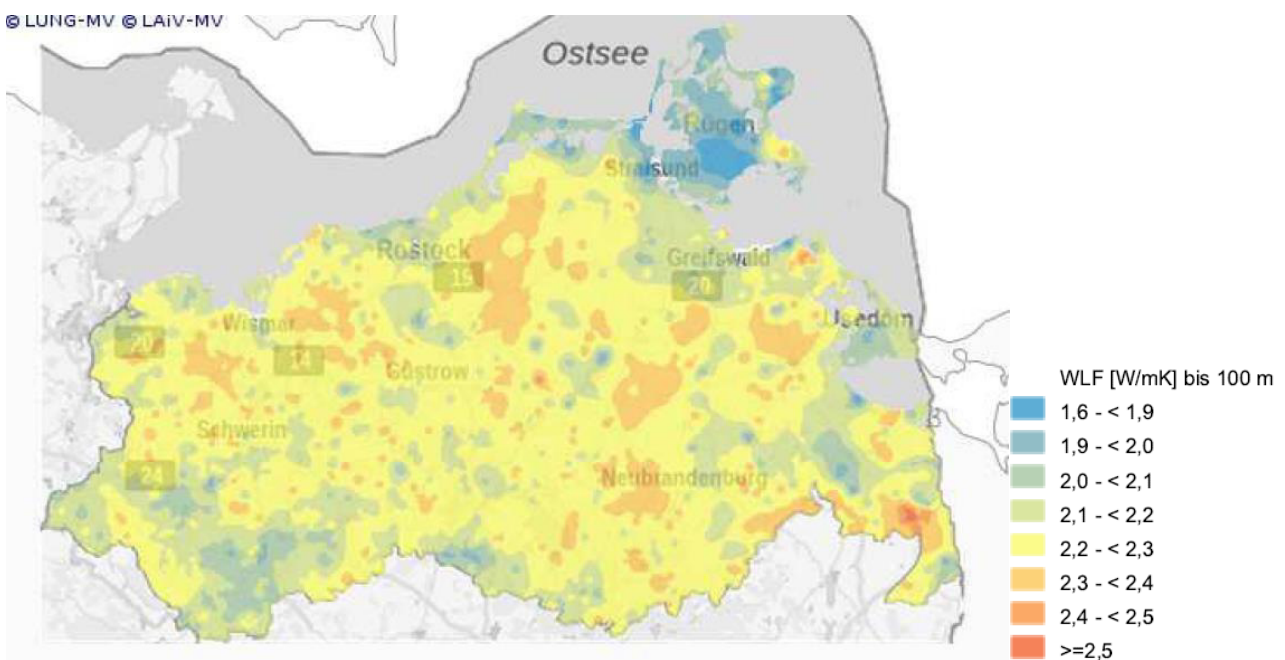 © LUNG-MV © LAiV-MV
Ostsee
Rügen
Stralsund
Rostock
Greifswald
19
20
Usedom
Wismar
20
14
Güstrow
Schwerin
24
Neubrandenburg
WLF [W/mK] bis 100 m
1,6 - < 1,9
1,9 - < 2,0
2,0 - < 2,1
2,1 - < 2,2
2,2 - < 2,3
2,3 - < 2,4
2,4 - < 2,5
>=2,5